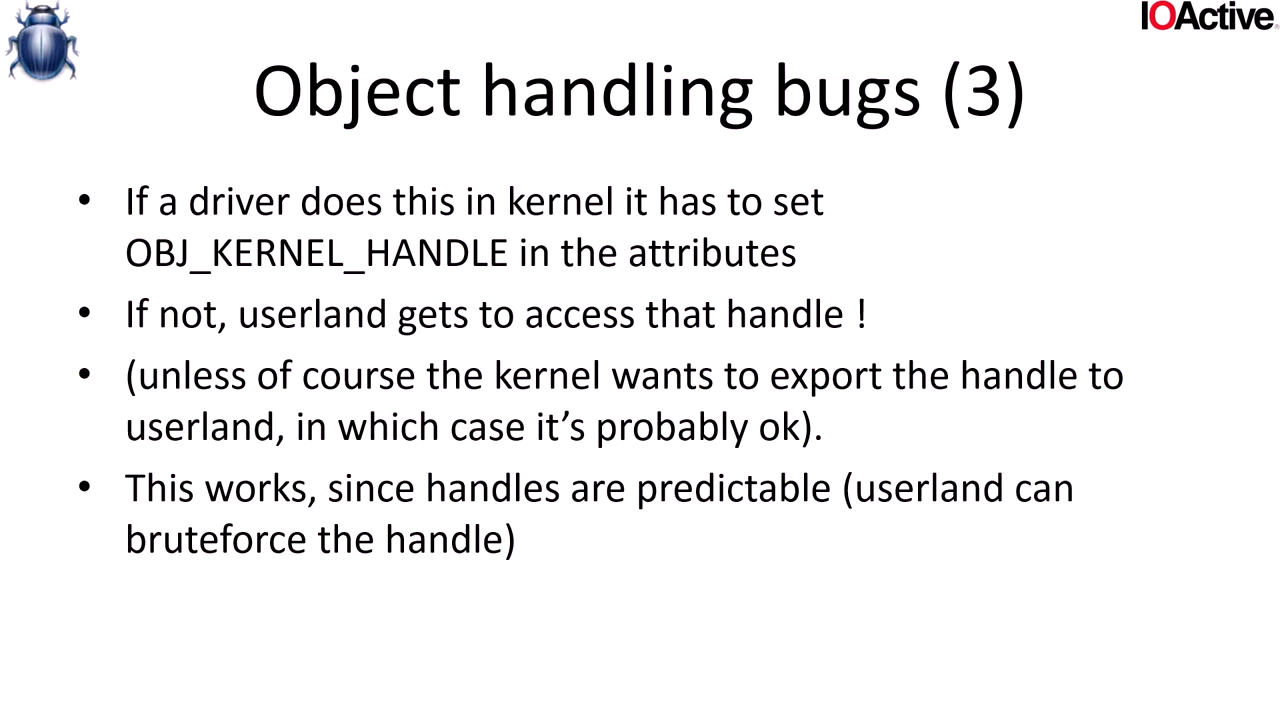 IOActive
Object handling bugs (3)
• If a driver does this in kernel it has to set
OBJ_KERNEL_HANDLE in the attributes
• If not, userland gets to access that handle !
• (unless of course the kernel wants to export the handle to
userland, in which case it’s probably ok).
• This works, since handles are predictable (userland can
bruteforce the handle)